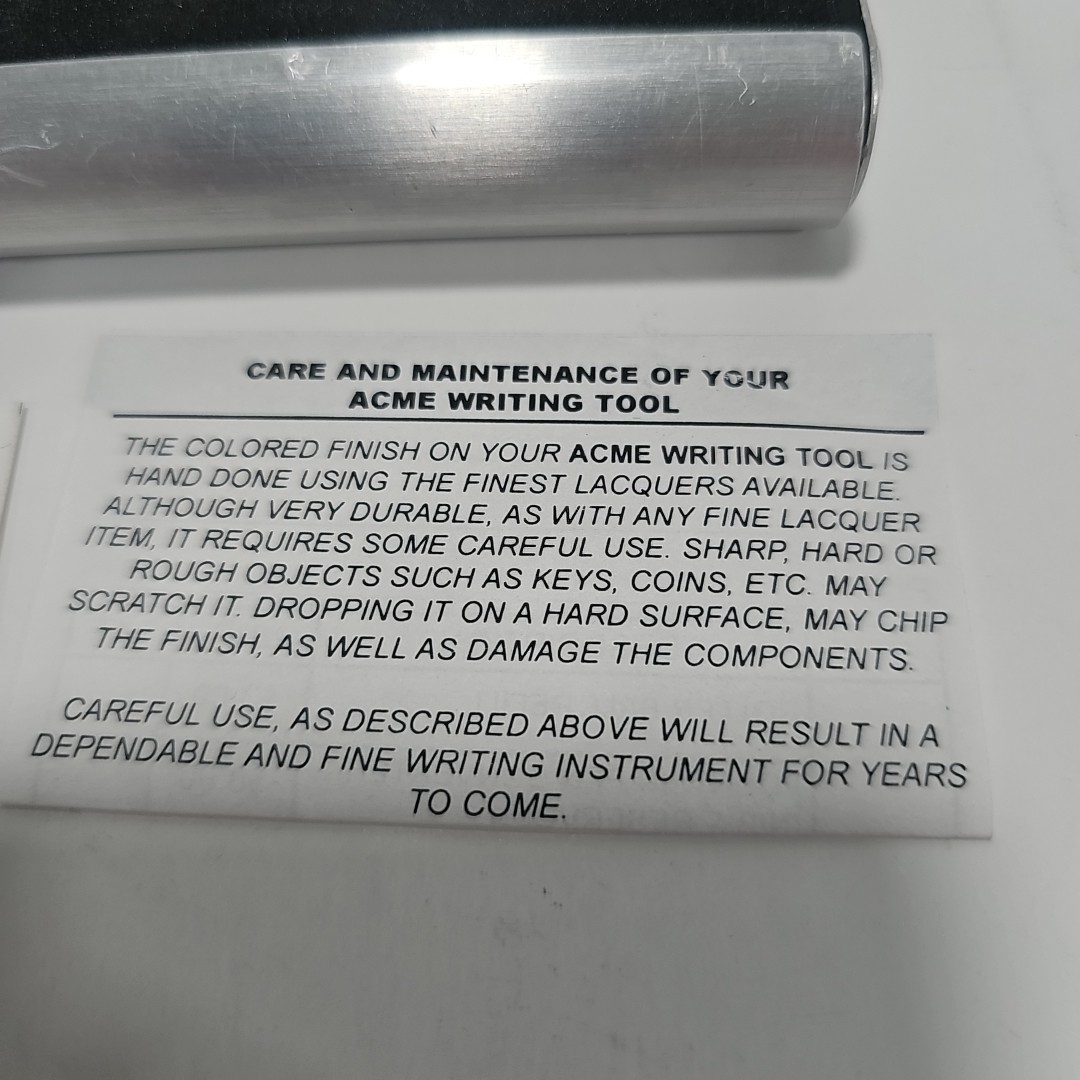 CARE AND MAINTENANCE OF YOUR
ACME WRITING TOOL
THE COLORED FINISH ON YOUR ACME WRITING TOOL IS
HAND DONE USING THE FINEST LACQUERS AVAILABLE.
ALTHOUGH VERY DURABLE, AS WITH ANY FINE LACQUER
ITEM, IT REQUIRES SOME CAREFUL USE. SHARP, HARD OR
ROUGH OBJECTS SUCH AS KEYS, COINS, ETC. MAY
SCRATCH IT. DROPPING IT ON A HARD SURFACE, MAY CHIP
THE FINISH, AS WELL AS DAMAGE THE COMPONENTS.
CAREFUL USE, AS DESCRIBED ABOVE WILL RESULT IN A
DEPENDABLE AND FINE WRITING INSTRUMENT FOR YEARS
TO COME.